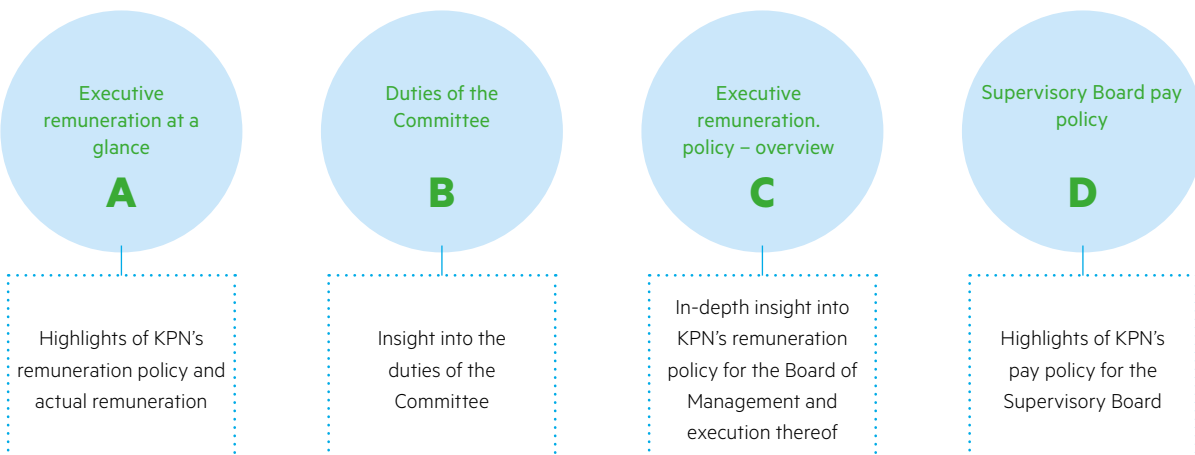 Executive
remuneration at a
glance
A
Duties of the
Committee
B
Executive
remuneration.
policy – overview
C
Supervisory Board pay
policy
D
Highlights of KPN's
remuneration policy and
actual remuneration
Insight into the
duties of the
Committee
In-depth insight into
KPN's remuneration
policy for the Board of
Management and
execution thereof
Highlights of KPN's
pay policy for the
Supervisory Board